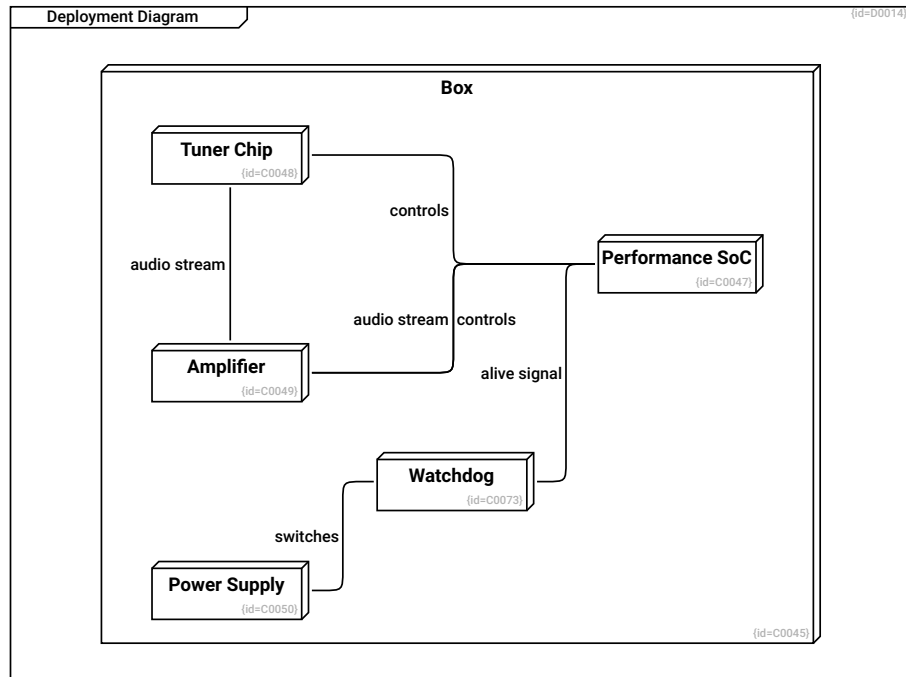 Deployment Diagram
{id=D0014}
Box
Tuner Chip
{id=C0048}
controls
Performance SoC
{id=C0047}
audio stream
audio stream
controls
Amplifier
{id=C0049}
alive signal
Watchdog
{id=C0073}
switches
Power Supply
{id=C0050}
{id=C0045}